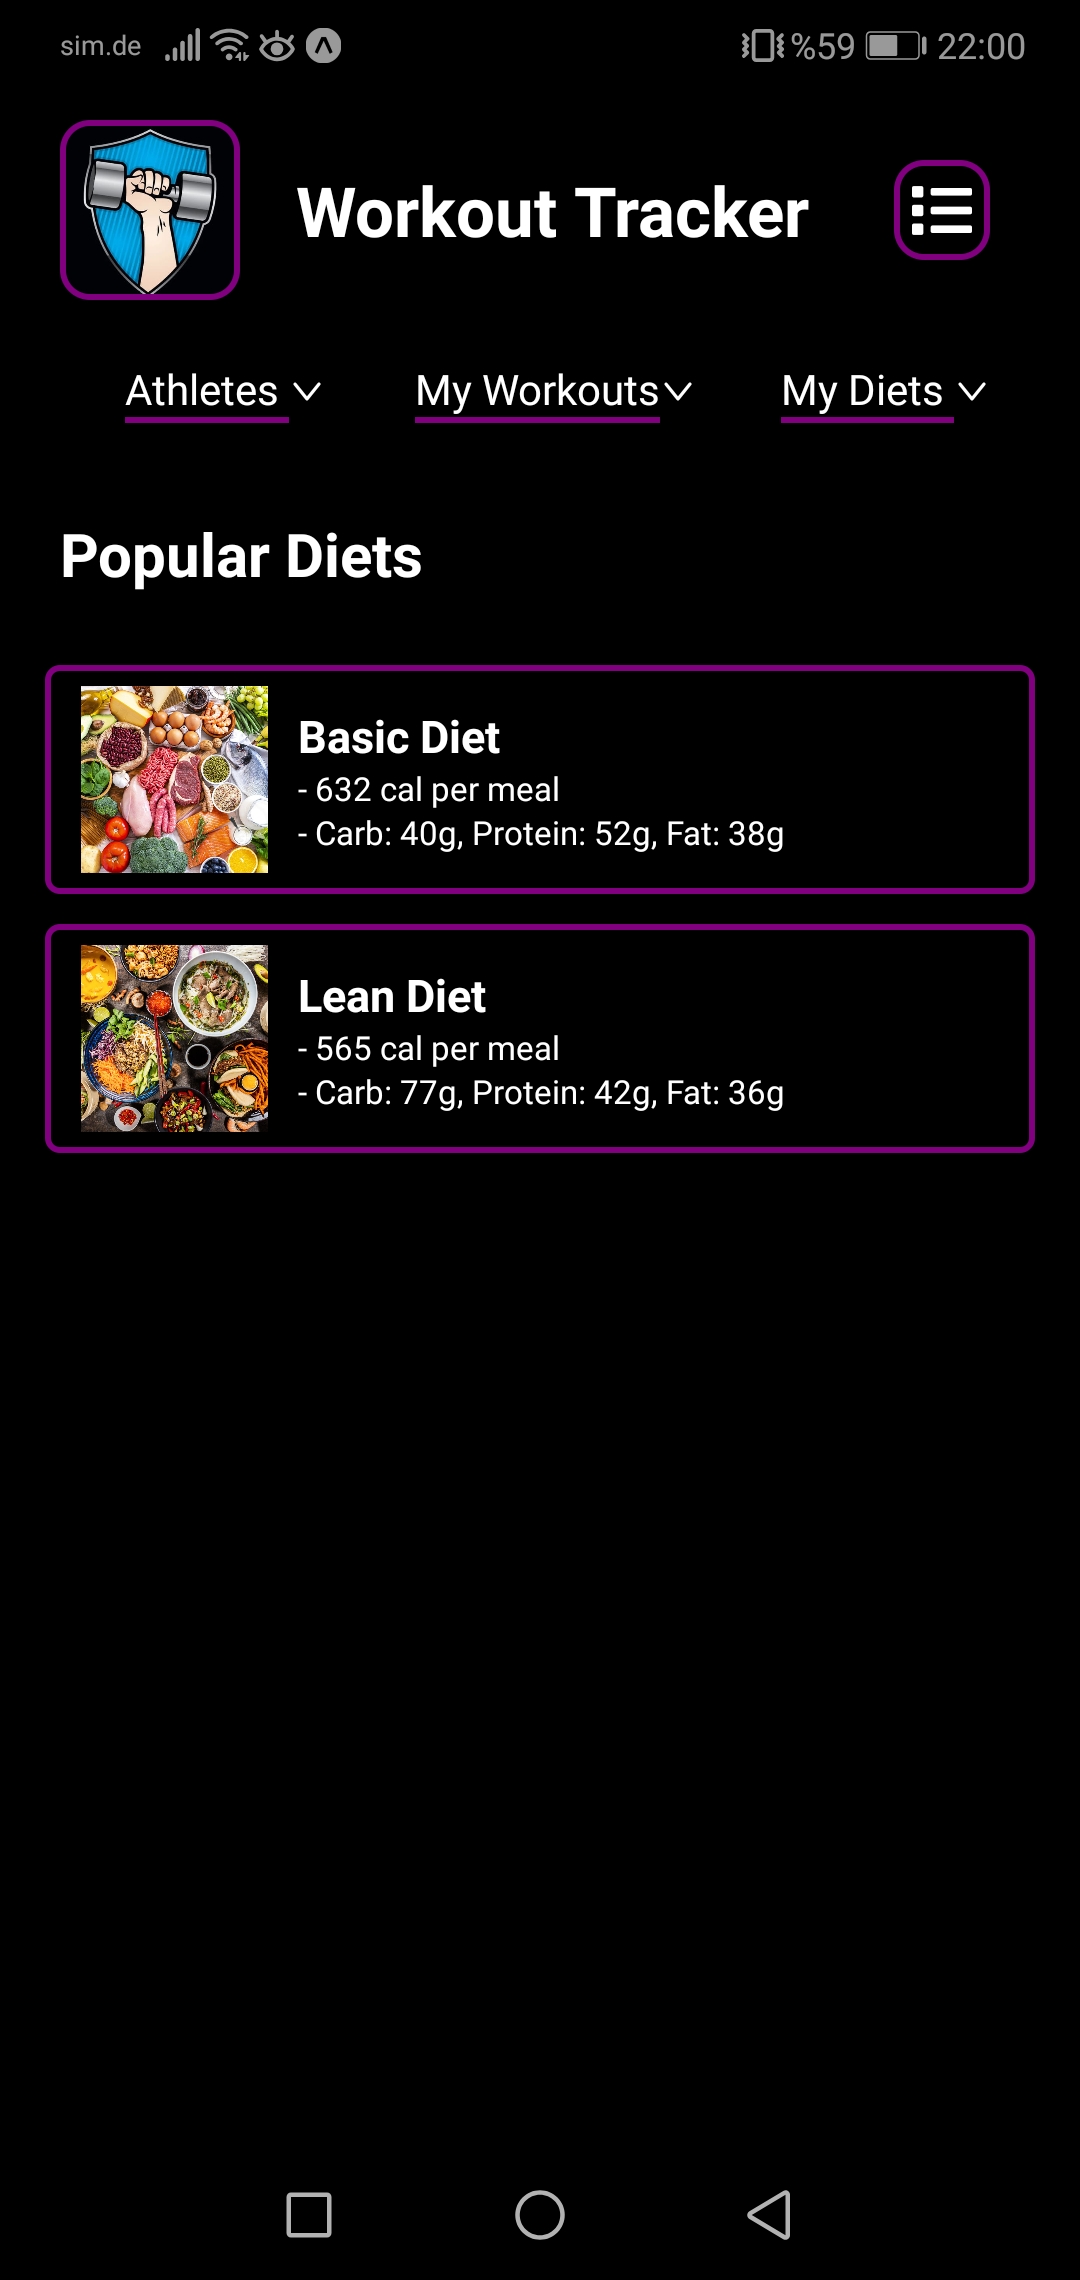 sim.de %59 22:00
Workout Tracker
Athletes My Workouts My Diets
Popular Diets
Basic Diet
- 632 cal per meal
- Carb: 40g, Protein: 52g, Fat: 38g
Lean Diet
- 565 cal per meal
- Carb: 77g, Protein: 42g, Fat: 36g